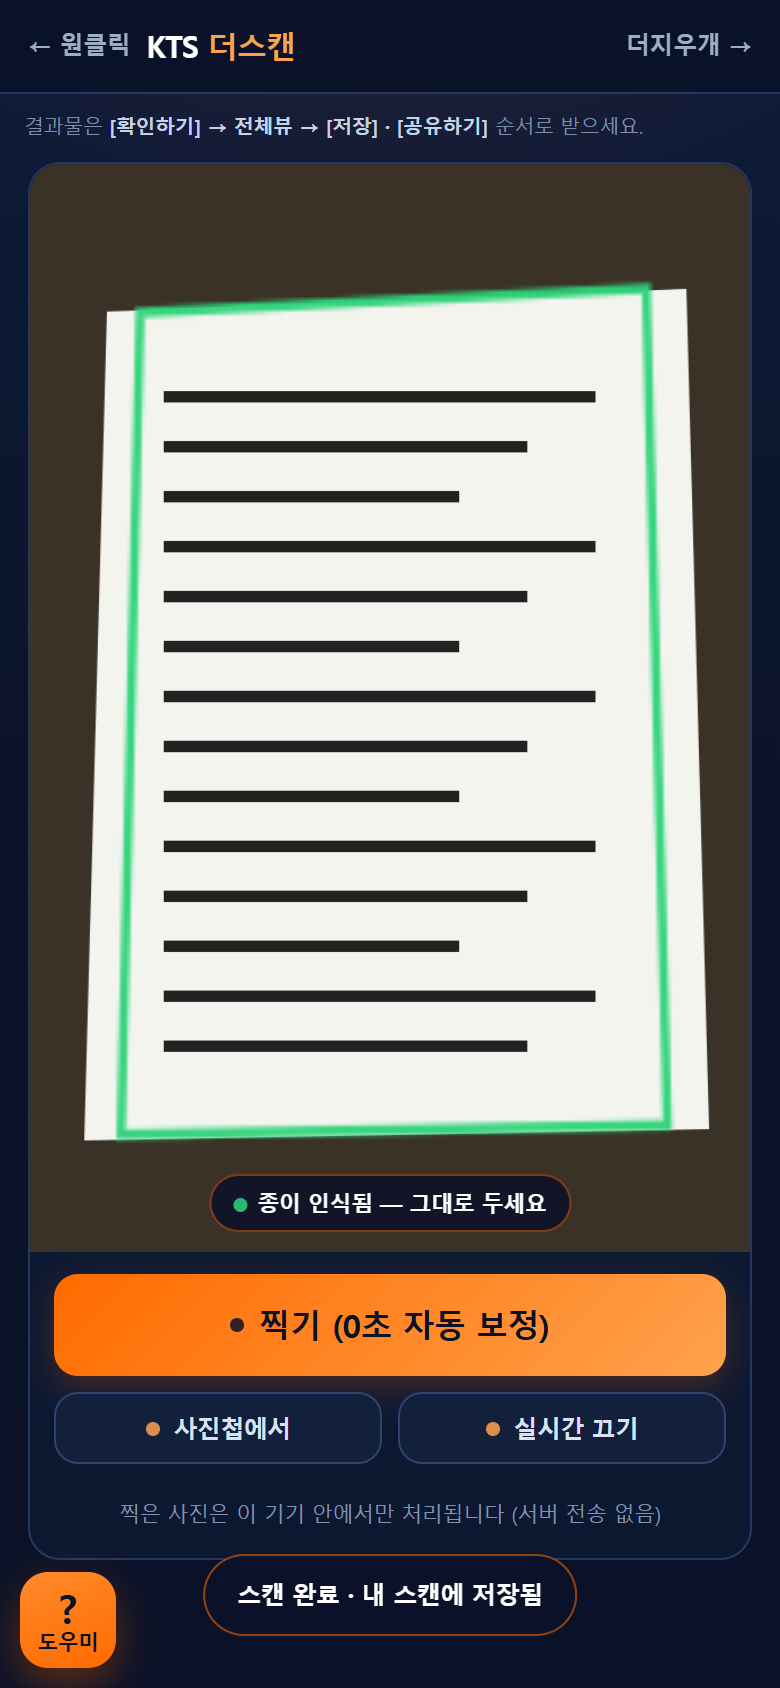 ← 원클릭 KTS 더스캔 더지우개 →
결과물은 [확인하기] → 전체뷰 → [저장] · [공유하기] 순서로 받으세요.
종이 인식됨 — 그대로 두세요
찍기 (0초 자동 보정)
사진첩에서 실시간 끄기
찍은 사진은 이 기기 안에서만 처리됩니다 (서버 전송 없음)
스캔 완료 · 내 스캔에 저장됨
?
도우미